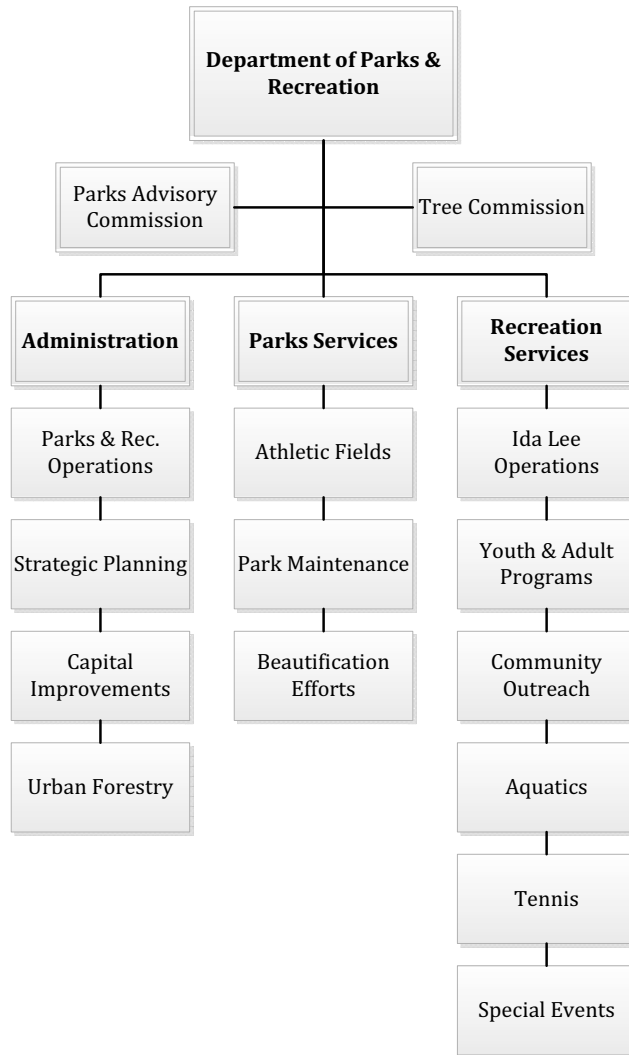 Department of Parks &
Recreation
Parks Advisory
Commission
Tree Commission
Administration
Parks & Rec.
Operations
Strategic Planning
Capital
Improvements
Urban Forestry
Parks Services
Athletic Fields
Park Maintenance
Beautification
Efforts
Recreation
Services
Ida Lee
Operations
Youth & Adult
Programs
Community
Outreach
Aquatics
Tennis
Special Events